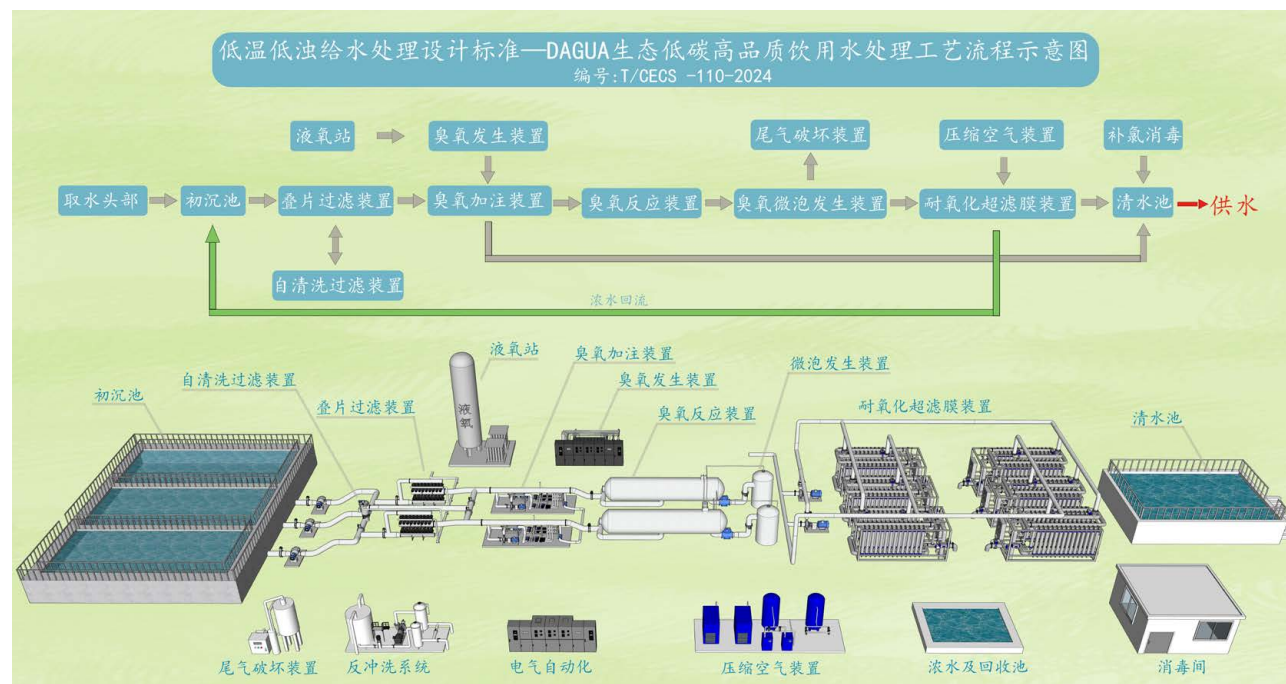 低温低浊给水处理设计标准—DAGUA生态低碳高品质饮用水处理工艺流程示意图
编号:T/CECS -110-2024
液氧站
臭氧发生装置
尾气破坏装置
压缩空气装置
补氯消毒
取水头部
初沉池
叠片过滤装置
臭氧加注装置
臭氧反应装置
臭氧微泡发生装置
耐氧化超滤膜装置
清水池
供水
自清洗过滤装置
浓水回流
液氧站
臭氧加注装置
微泡发生装置
自清洗过滤装置
臭氧发生装置
初沉池
叠片过滤装置
臭氧反应装置
耐氧化超滤膜装置
清水池
液氧
尾气破坏装置
反冲洗系统
电气自动化
压缩空气装置
浓水及回收池
消毒间